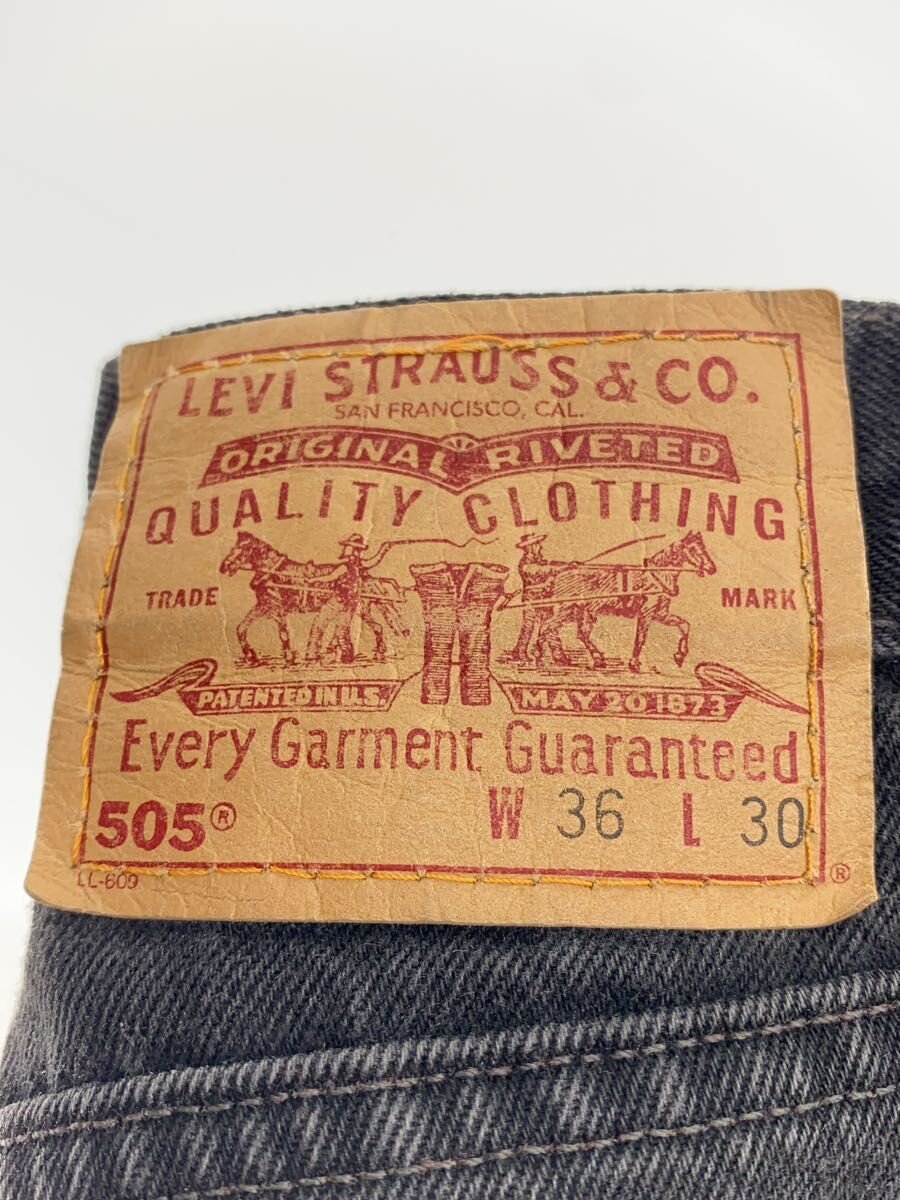 LEVI STRAUSS & CO.
SAN FRANCISCO, CAL.
ORIGINAL RIVETED
QUALITY CLOTHING
TRADE MARK
PATENTED IN U.S. MAY 20 1873
Every Garment Guaranteed
505® W 36 L 30
LL-609 ®